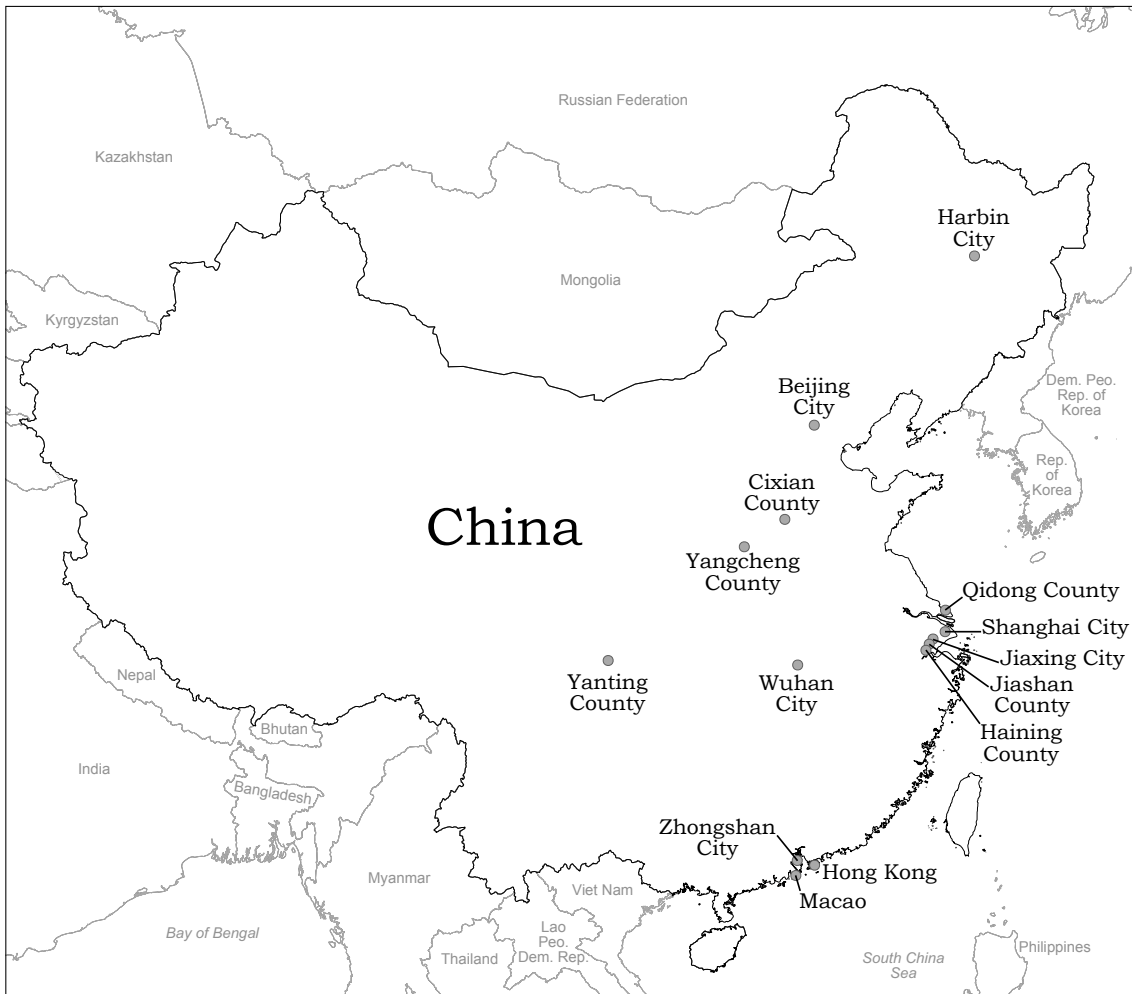 Russian Federation
Kazakhstan
Harbin
City
Mongolia
Kyrgyzstan
Beijing
City
Dem. Peo.
Rep. of
Korea
Rep.
of
Korea
Cixian
County
China
Yangcheng
County
Qidong County
Shanghai City
Jiaxing City
Jiashan
County
Haining
County
Nepal
Yanting
County
Wuhan
City
Bhutan
India
Bangladesh
Zhongshan
City
Hong Kong
Macao
Myanmar
Viet Nam
Bay of Bengal
Lao
Peo.
Dem. Rep.
Thailand
South China
Sea
Philippines